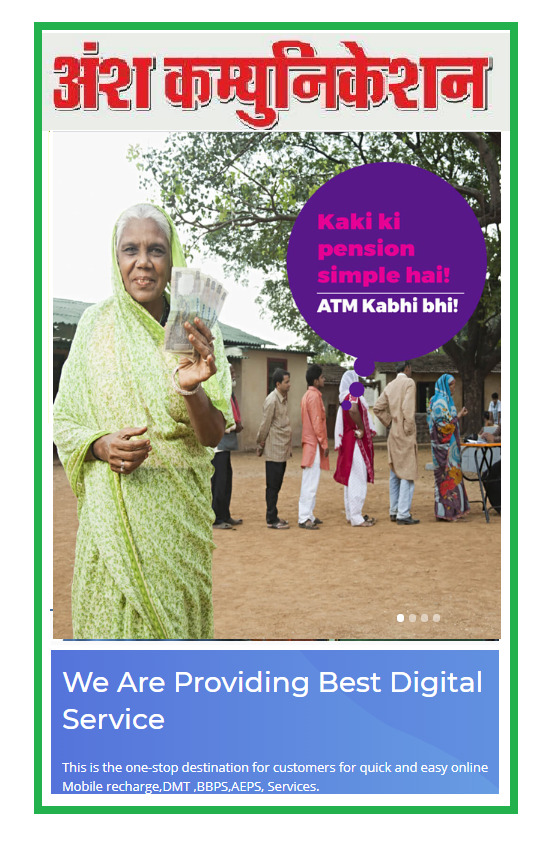 अंश कम्युनिकेशन
Kaki ki
pension
simple hai!
ATM Kabhi bhi!
We Are Providing Best Digital
Service
This is the one-stop destination for customers for quick and easy online
Mobile recharge,DMT ,BBPS,AEPS, Services.